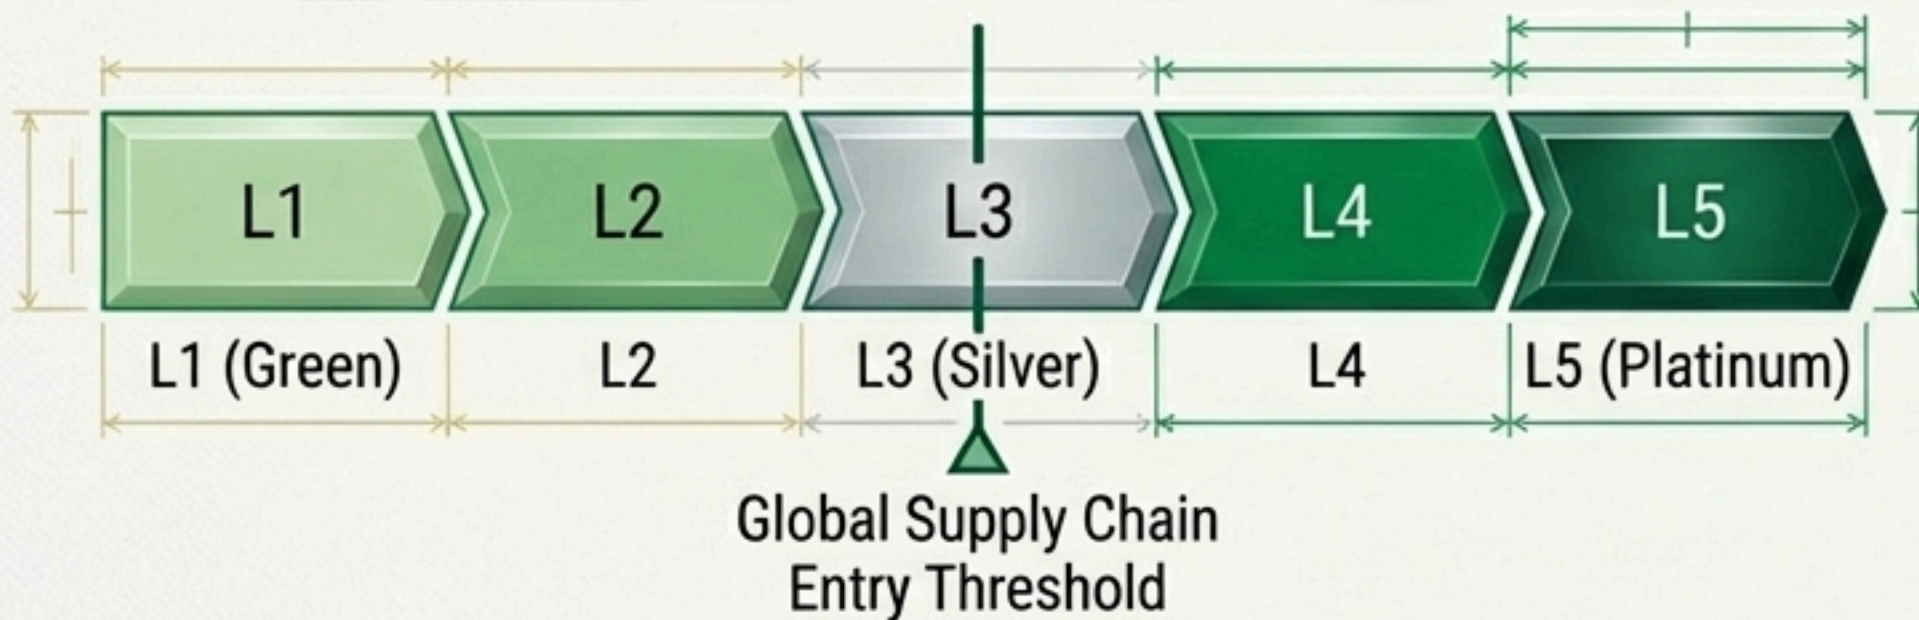 L1 L2 L3 L4 L5
L1 (Green) L2 L3 (Silver) L4 L5 (Platinum)
Global Supply Chain
Entry Threshold